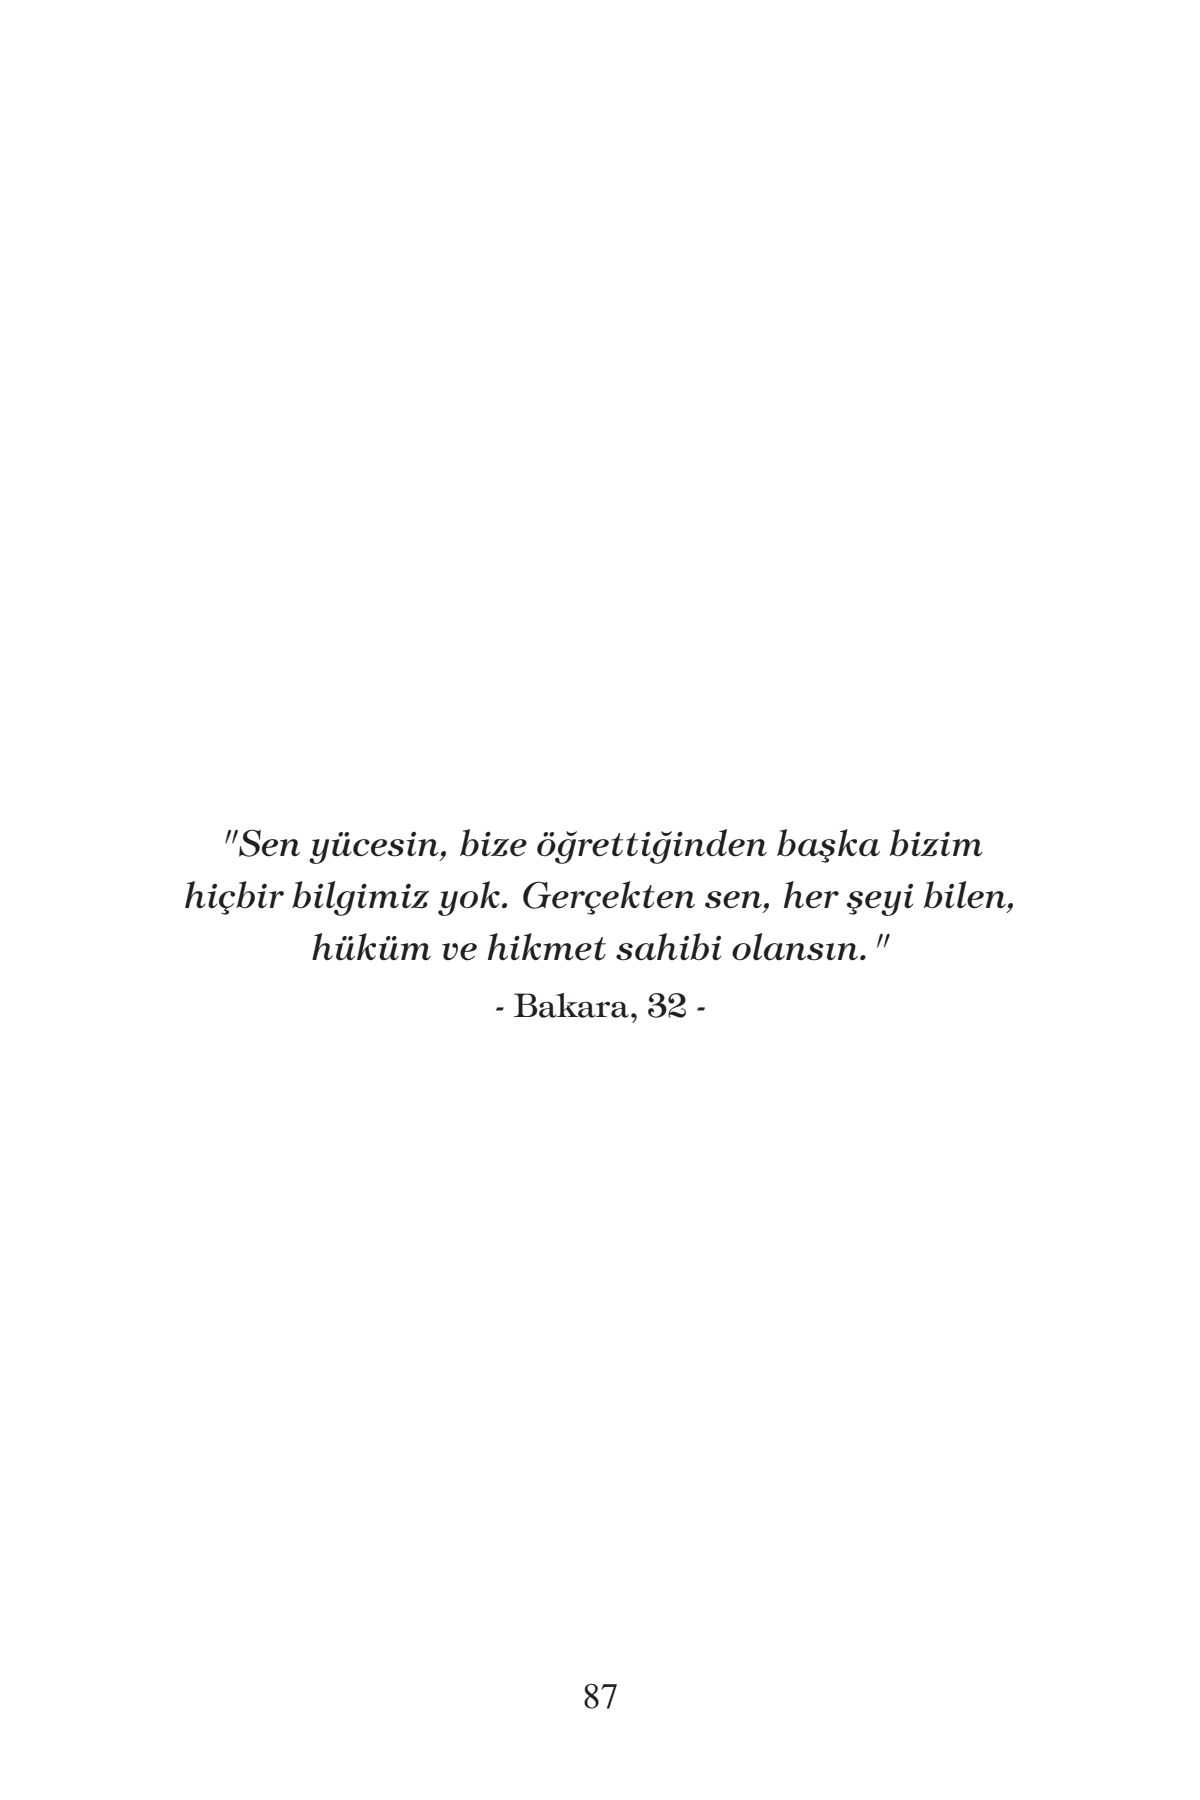 "Sen yücesin, bize öğrettiğinden başka bizim
hiçbir bilgimiz yok. Gerçekten sen, her şeyi bilen,
hüküm ve hikmet sahibi olansın."
- Bakara, 32 -
87